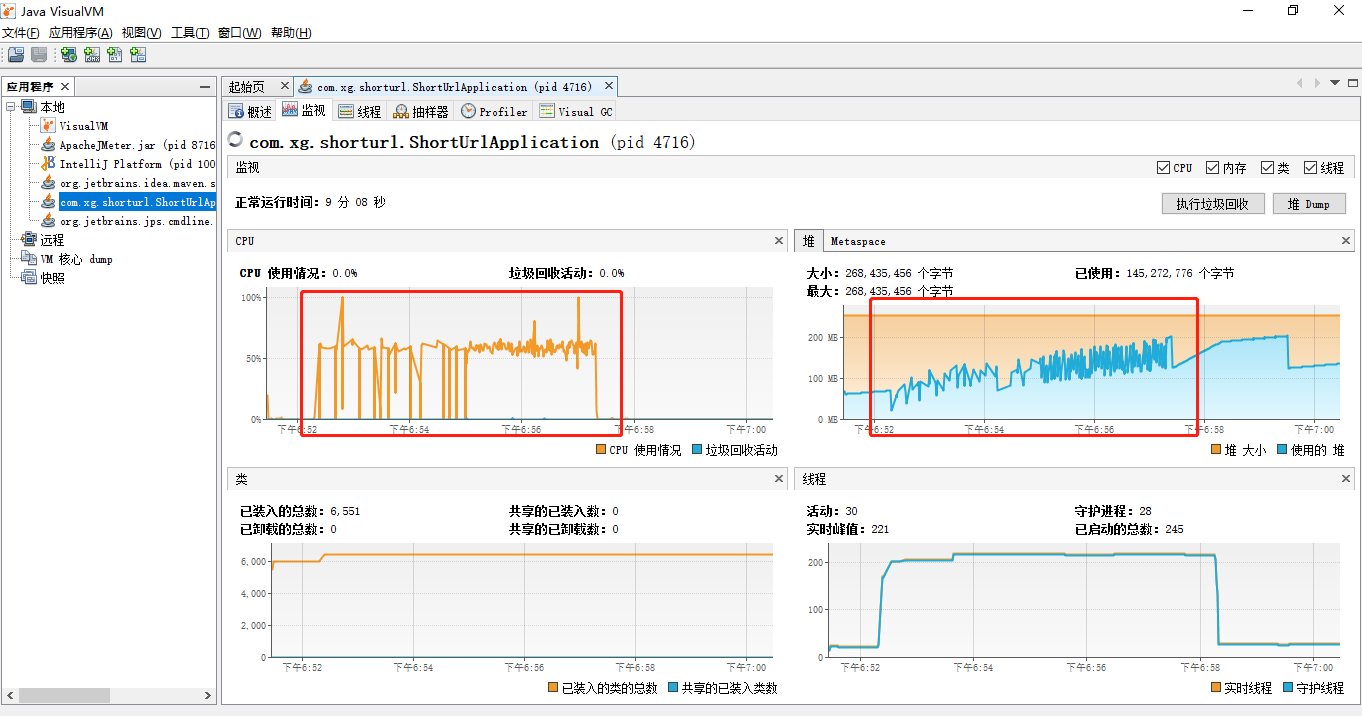 Java VisualVM
文件(F) 应用程序(A) 视图(V) 工具(T) 窗口(W) 帮助(H)
应用程序
本地
VisualVM
ApacheJMeter.jar (pid 8716
IntelliJ Platform (pid 100
org.jetbrains.idea.maven.s
com.xg.shorturl.ShortUrlAp
org.jetbrains.jps.cmdline.
远程
VM 核心 dump
快照
起始页 com.xg.shorturl.ShortUrlApplication (pid 4716)
概述 监视 线程 抽样器 Profiler Visual GC
com.xg.shorturl.ShortUrlApplication (pid 4716)
监视 CPU 内存 类 线程
正常运行时间: 9 分 08 秒 执行垃圾回收 堆 Dump
CPU
CPU 使用情况: 0.0% 垃圾回收活动: 0.0%
100%
50%
0%
下午6:52 下午6:54 下午6:56 下午6:58 下午7:00
CPU 使用情况 垃圾回收活动
堆 Metaspace
大小: 268,435,456 个字节 已使用: 145,272,776 个字节
最大: 268,435,456 个字节
200 MB
100 MB
0 MB
下午6:52 下午6:54 下午6:56 下午6:58 下午7:00
堆 大小 使用的 堆
类
已装入的总数: 6,551 共享的已装入数: 0
已卸载的总数: 0 共享的已卸载数: 0
6,000
4,000
2,000
0
下午6:52 下午6:54 下午6:56 下午6:58 下午7:00
已装入的类的总数 共享的已装入类数
线程
活动: 30 守护进程: 28
实时峰值: 221 已启动的总数: 245
200
100
0
下午6:52 下午6:54 下午6:56 下午6:58 下午7:00
实时线程 守护线程